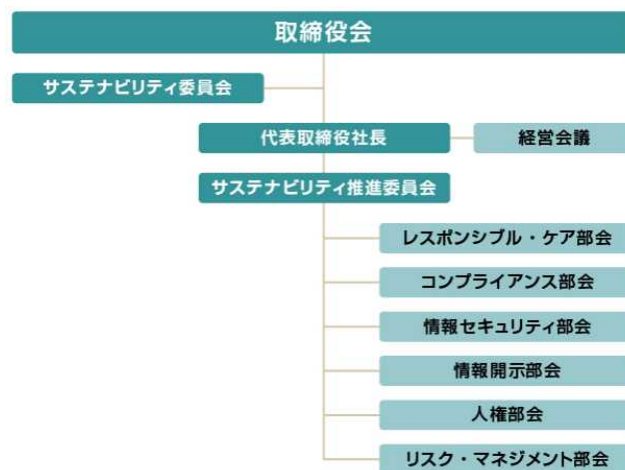 取締役会
サステナビリティ委員会
代表取締役社長
経営会議
サステナビリティ推進委員会
レスポンシブル・ケア部会
コンプライアンス部会
情報セキュリティ部会
情報開示部会
人権部会
リスク・マネジメント部会